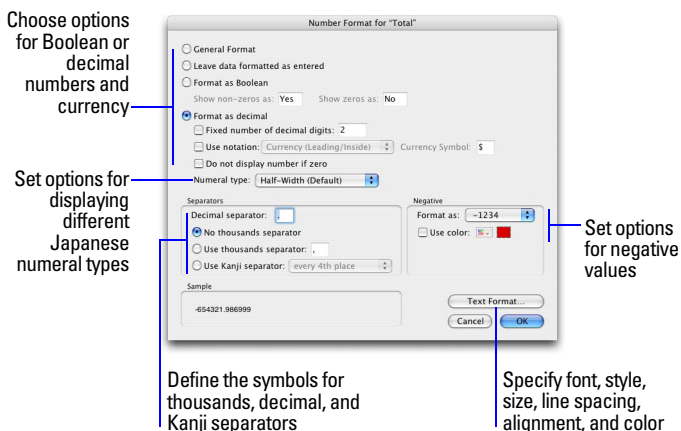 Choose options
for Boolean or
decimal
numbers and
currency
Set options for
displaying
different
Japanese
numeral types
Number Format for "Total"
General Format
Leave data formatted as entered
Format as Boolean
Show non-zeros as: Yes Show zeros as: No
Format as decimal
Fixed number of decimal digits: 2
Use notation: Currency (Leading/Inside) Currency Symbol: $
Do not display number if zero
Numeral type: Half-Width (Default)
Separators
Decimal separator: .
No thousands separator
Use thousands separator: ,
Use Kanji separator: every 4th place
Negative
Format as: -1234
Use color:
Sample
-654321.986999
Text Format...
Cancel OK
Set options
for negative
values
Define the symbols for
thousands, decimal, and
Kanji separators
Specify font, style,
size, line spacing,
alignment, and color